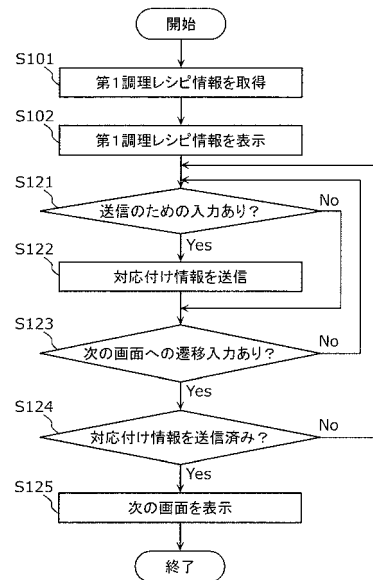 開始
S101
第1調理レシピ情報を取得
S102
第1調理レシピ情報を表示
S121
送信のための入力あり？
No
Yes
S122
対応付け情報を送信
S123
次の画面への遷移入力あり？
No
Yes
S124
対応付け情報を送信済み？
No
Yes
S125
次の画面を表示
終了